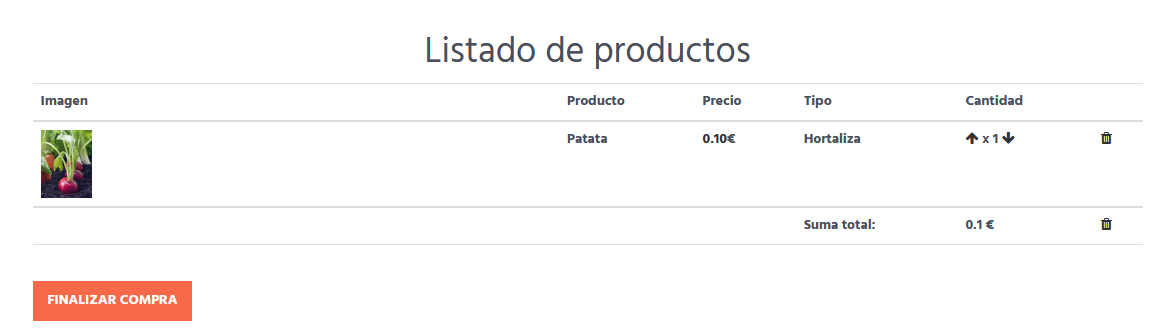 Listado de productos
Imagen Producto Precio Tipo Cantidad
Patata 0.10€ Hortaliza x 1
Suma total: 0.1 €
FINALIZAR COMPRA